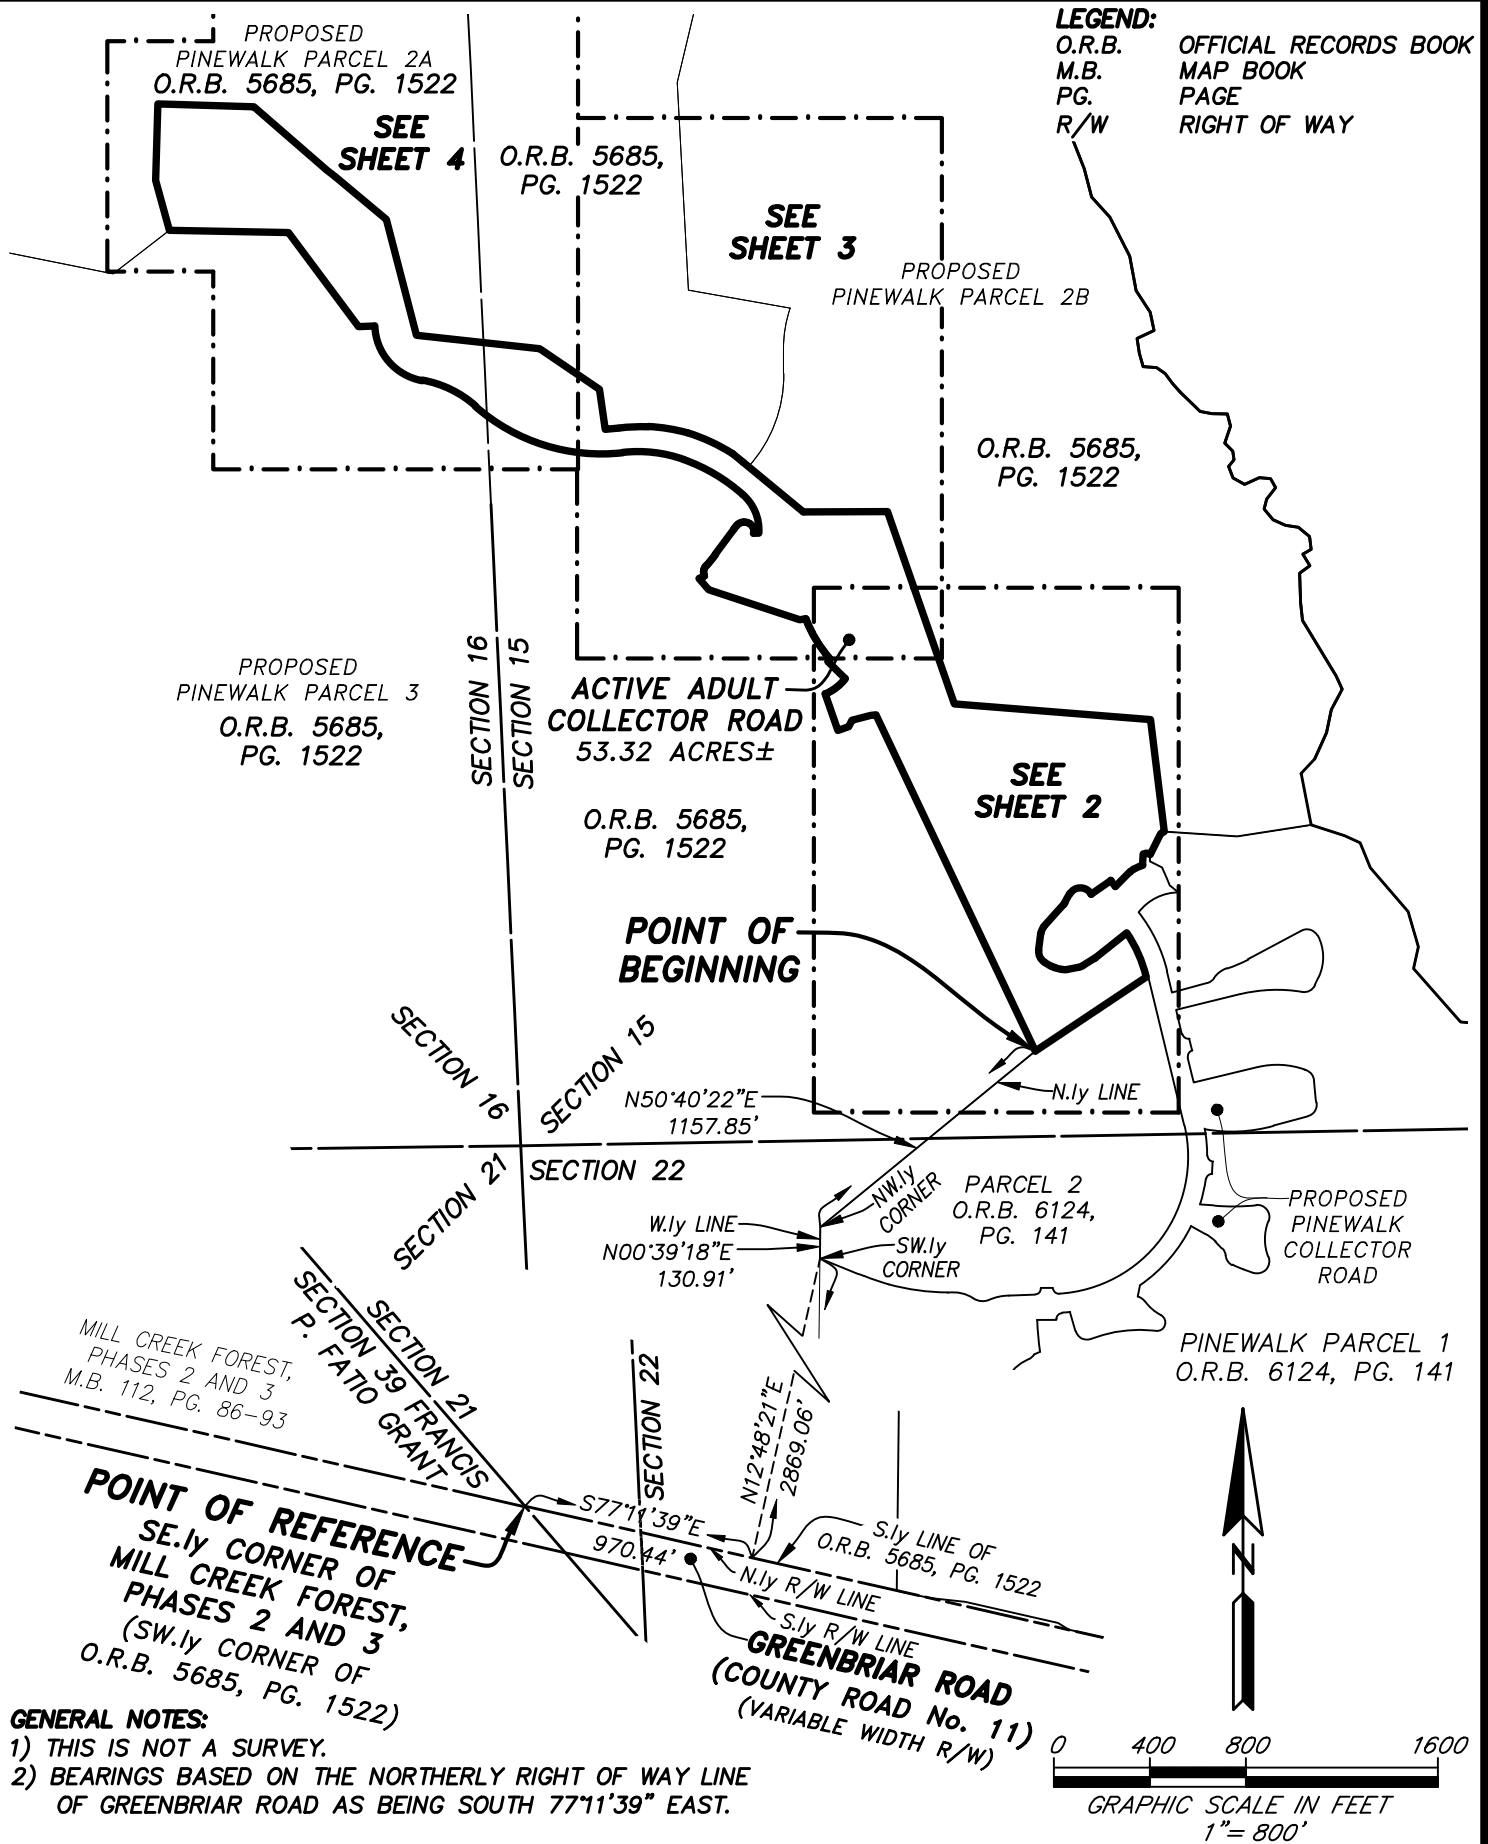 LEGEND:
O.R.B. OFFICIAL RECORDS BOOK
M.B. MAP BOOK
PG. PAGE
R/W RIGHT OF WAY
PROPOSED
PINEWALK PARCEL 2A
O.R.B. 5685, PG. 1522
SEE
SHEET 4
O.R.B. 5685,
PG. 1522
SEE
SHEET 3
PROPOSED
PINEWALK PARCEL 2B
O.R.B. 5685,
PG. 1522
SECTION 16
SECTION 15
PROPOSED
PINEWALK PARCEL 3
O.R.B. 5685,
PG. 1522
ACTIVE ADULT
COLLECTOR ROAD
53.32 ACRES±
SEE
SHEET 2
O.R.B. 5685,
PG. 1522
POINT OF
BEGINNING
SECTION 16
SECTION 15
N50°40'22"E
1157.85'
N.ly LINE
SECTION 21
SECTION 22
NW.ly
CORNER
PARCEL 2
O.R.B. 6124,
PG. 141
W.ly LINE
N00°39'18"E
130.91'
SW.ly
CORNER
PROPOSED
PINEWALK
COLLECTOR
ROAD
SECTION 21
SECTION 39 FRANCIS
P. FATIO GRANT
MILL CREEK FOREST,
PHASES 2 AND 3
M.B. 112, PG. 86-93
SECTION 22
N12°48'21"E
2869.06'
PINEWALK PARCEL 1
O.R.B. 6124, PG. 141
POINT OF REFERENCE
SE.ly CORNER OF
MILL CREEK FOREST,
PHASES 2 AND 3
(SW.ly CORNER OF
O.R.B. 5685, PG. 1522)
S77°11'39"E
970.44'
S.ly LINE OF
O.R.B. 5685, PG. 1522
N.ly R/W LINE
S.ly R/W LINE
GREENBRIAR ROAD
(COUNTY ROAD No. 11)
(VARIABLE WIDTH R/W)
N
GENERAL NOTES:
1) THIS IS NOT A SURVEY.
2) BEARINGS BASED ON THE NORTHERLY RIGHT OF WAY LINE
OF GREENBRIAR ROAD AS BEING SOUTH 77°11'39" EAST.
0 400 800 1600
GRAPHIC SCALE IN FEET
1"= 800'